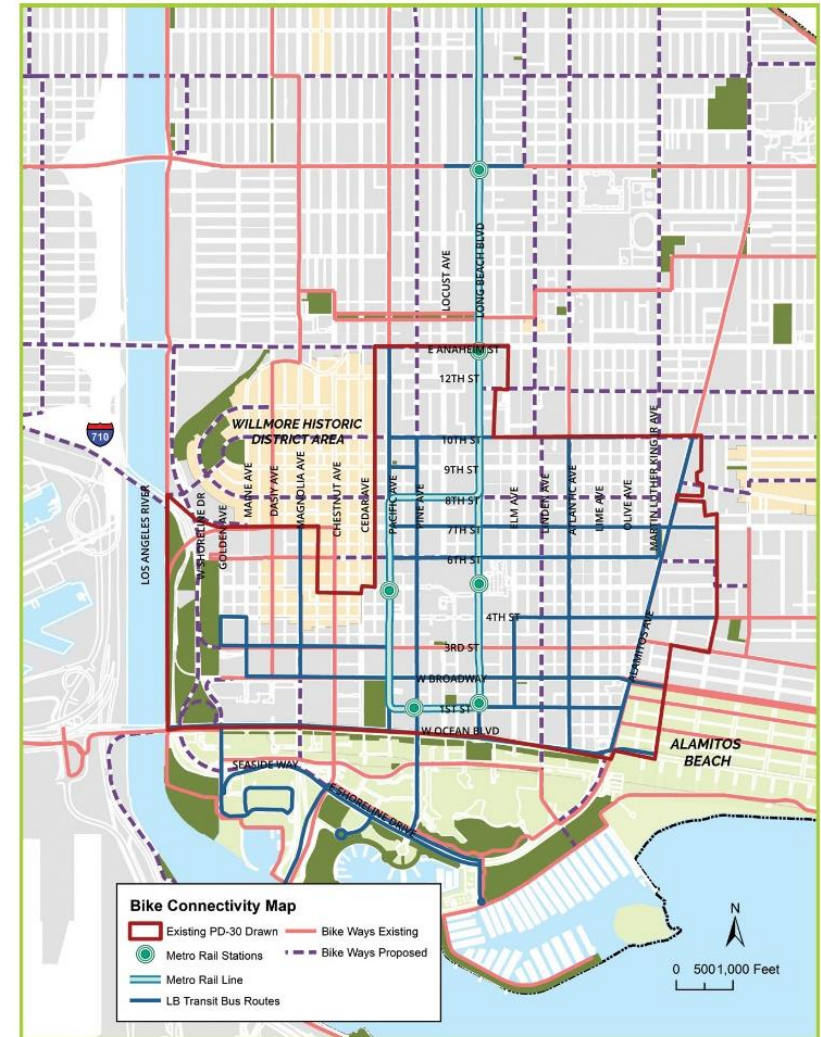 LOCUST AVE
LONG BEACH BLVD
E ANAHEIM ST
12TH ST
WILLMORE HISTORIC
DISTRICT AREA
710
10TH ST
9TH ST
8TH ST
7TH ST
6TH ST
4TH ST
3RD ST
W BROADWAY
1ST ST
W OCEAN BLVD
LOS ANGELES RIVER
W SHORELINE DR
GOLDEN AVE
MAINE AVE
DASIY AVE
MAGNOLIA AVE
CHESTNUT AVE
CEDAR AVE
PACIFIC AVE
PINE AVE
ELM AVE
LINDEN AVE
ATLANTIC AVE
LIME AVE
OLIVE AVE
MARTIN LOTHER KING JR AVE
ALAMITOS AVE
ALAMITOS
BEACH
SEASIDE WAY
E SHORELINE DRIVE
Bike Connectivity Map
Existing PD-30 Drawn
Bike Ways Existing
Metro Rail Stations
Bike Ways Proposed
Metro Rail Line
LB Transit Bus Routes
N
0 500 1,000 Feet